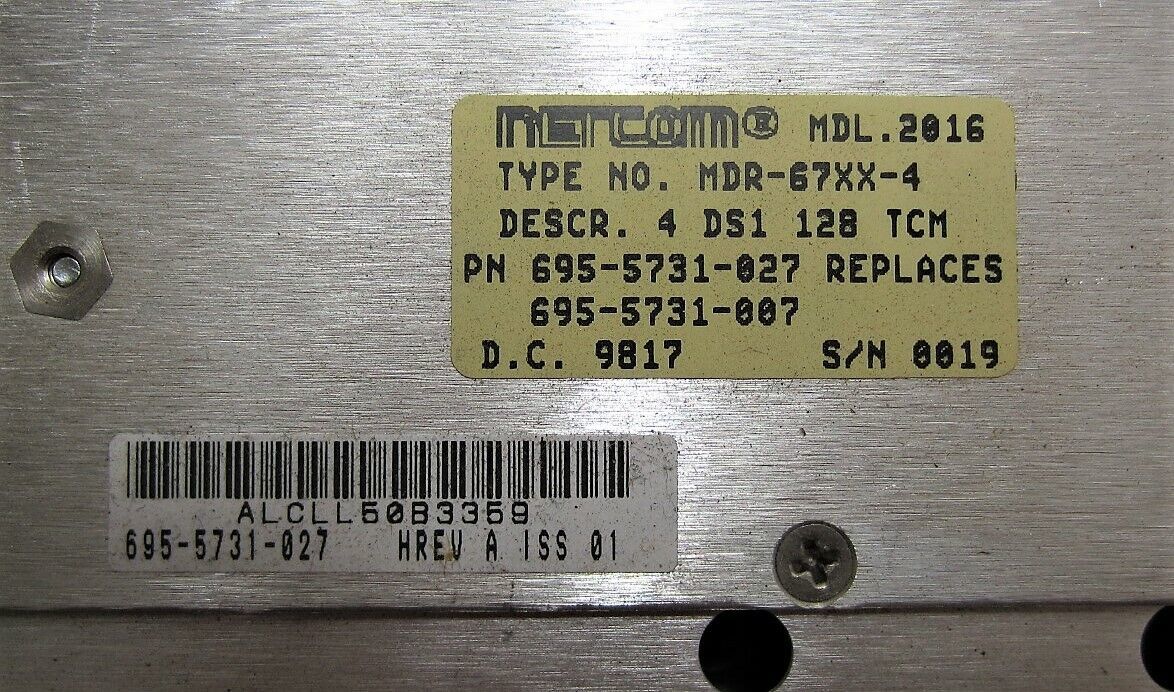 NETCOM® MDL.2016
TYPE NO. MDR-67XX-4
DESCR. 4 DS1 128 TCM
PN 695-5731-027 REPLACES
695-5731-007
D.C. 9817 S/N 0019
ALCLL50B3359
695-5731-027 HREV A ISS 01